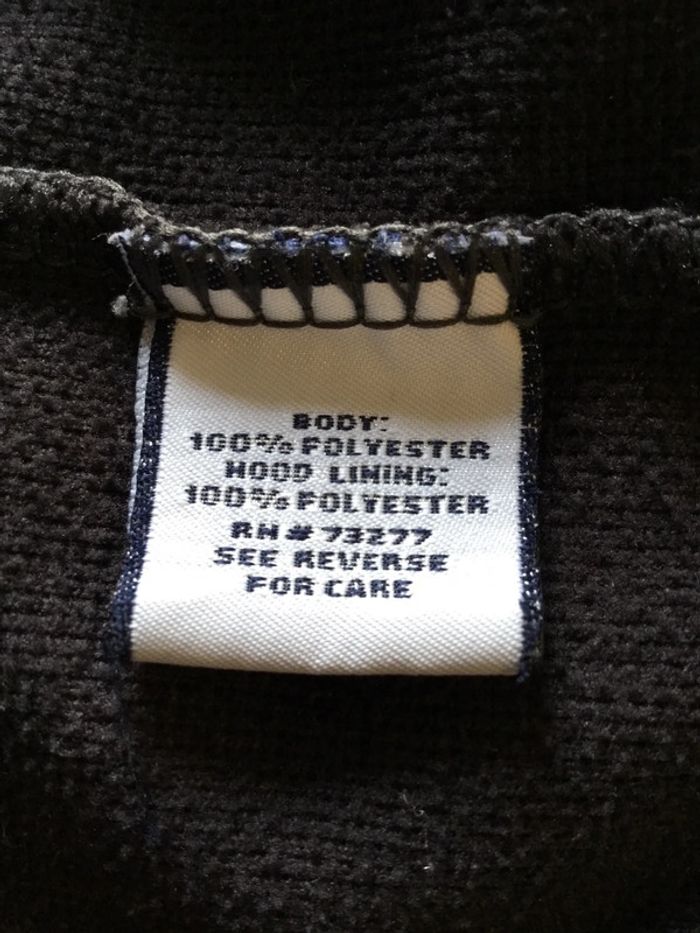 BODY:
100% POLYESTER
HOOD LINING:
100% POLYESTER
RN# 73277
SEE REVERSE
FOR CARE